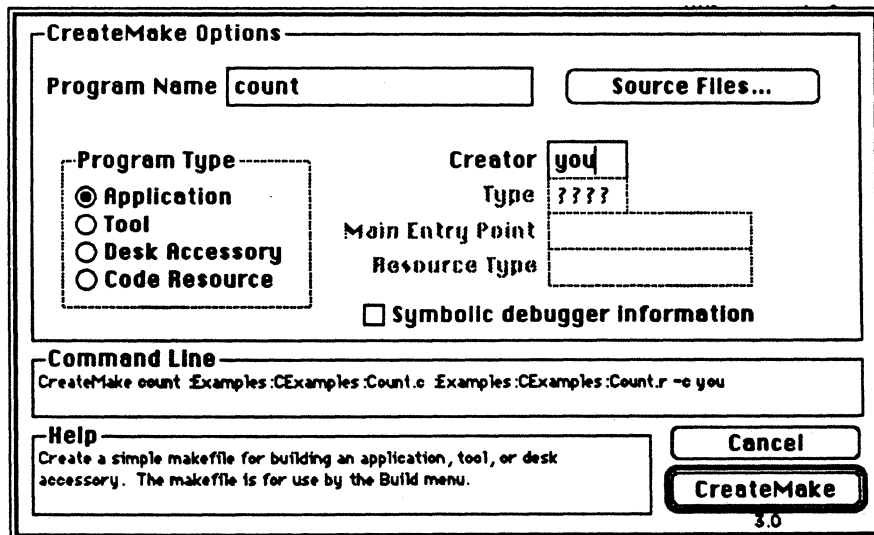 CreateMake Options
Program Name count Source Files...
Program Type
Application
Tool
Desk Accessory
Code Resource
Creator you
Type ????
Main Entry Point
Resource Type
Symbolic debugger information
Command Line
CreateMake count :Examples:CExamples:Count.c :Examples:CExamples:Count.r -c you
Help
Create a simple makefile for building an application, tool, or desk
accessory. The makefile is for use by the Build menu.
Cancel
CreateMake
3.0